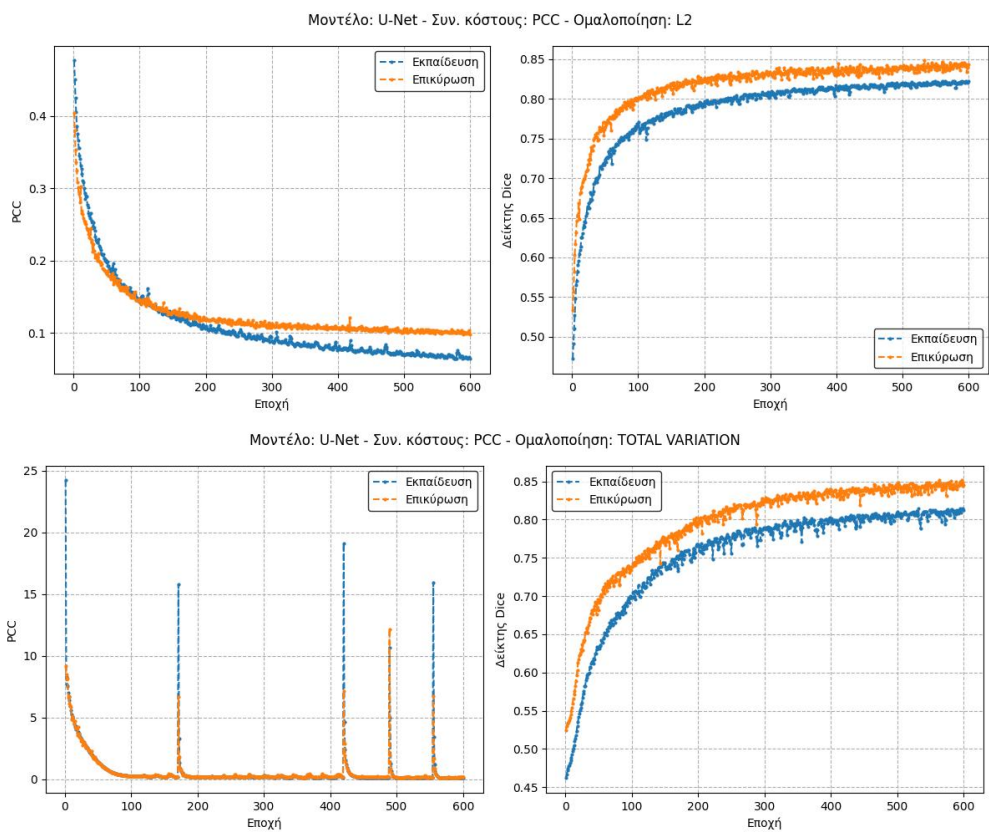 Μοντέλο: U-Net - Συν. κόστους: PCC - Ομαλοποίηση: L2
Εκπαίδευση
Επικύρωση
0.4
0.3
0.2
0.1
PCC
0 100 200 300 400 500 600
Εποχή
0.85
0.80
0.75
0.70
0.65
0.60
0.55
0.50
Δείκτης Dice
Εκπαίδευση
Επικύρωση
0 100 200 300 400 500 600
Εποχή
Μοντέλο: U-Net - Συν. κόστους: PCC - Ομαλοποίηση: TOTAL VARIATION
Εκπαίδευση
Επικύρωση
25
20
15
10
5
0
PCC
0 100 200 300 400 500 600
Εποχή
Εκπαίδευση
Επικύρωση
0.85
0.80
0.75
0.70
0.65
0.60
0.55
0.50
0.45
Δείκτης Dice
0 100 200 300 400 500 600
Εποχή